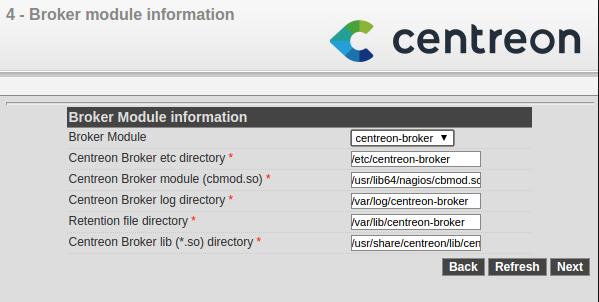 4 - Broker module information
centreon
Broker Module information
Broker Module centreon-broker ▼
Centreon Broker etc directory * /etc/centreon-broker
Centreon Broker module (cbmod.so) * /usr/lib64/nagios/cbmod.so
Centreon Broker log directory * /var/log/centreon-broker
Retention file directory * /var/lib/centreon-broker
Centreon Broker lib (*.so) directory * /usr/share/centreon/lib/cen
Back Refresh Next